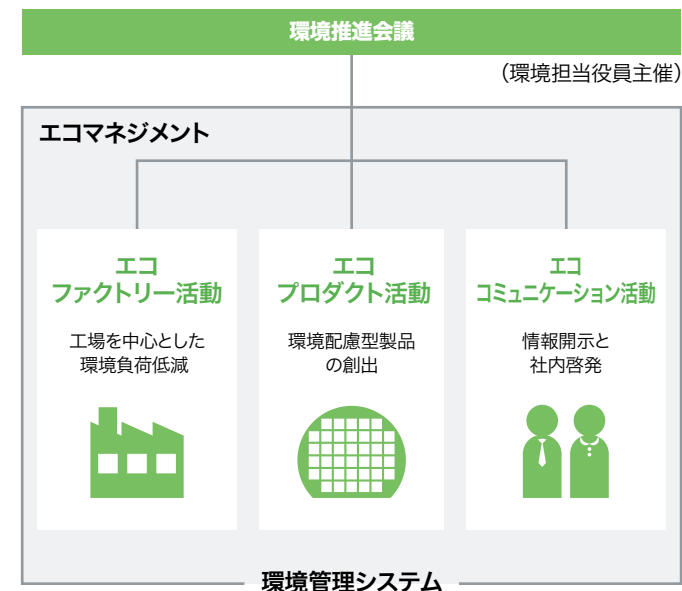 環境推進会議
（環境担当役員主催）
エコマネジメント
エコ
ファクトリー活動
工場を中心とした
環境負荷低減
エコ
プロダクト活動
環境配慮型製品
の創出
エコ
コミュニケーション活動
情報開示と
社内啓発
環境管理システム